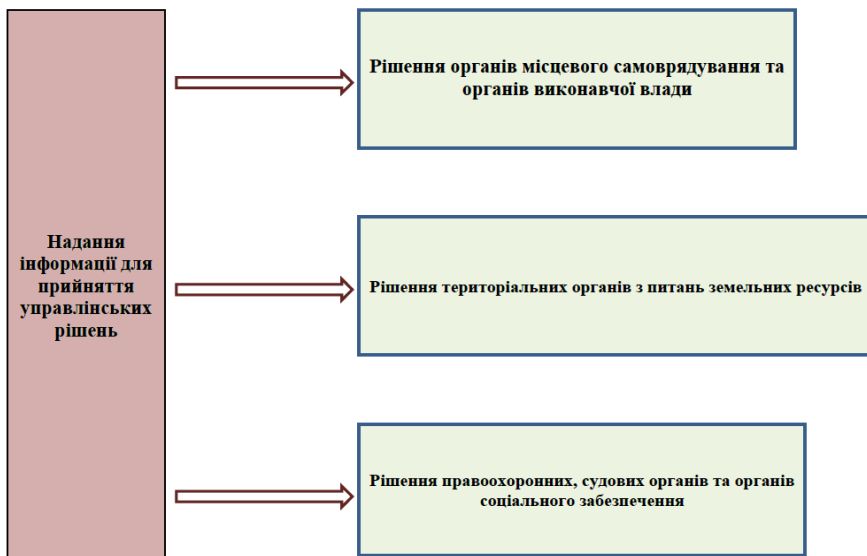 Рішення органів місцевого самоврядування та
органів виконавчої влади
Надання
інформації для
прийняття
управлінських
рішень
Рішення територіальних органів з питань земельних ресурсів
Рішення правоохоронних, судових органів та органів
соціального забезпечення